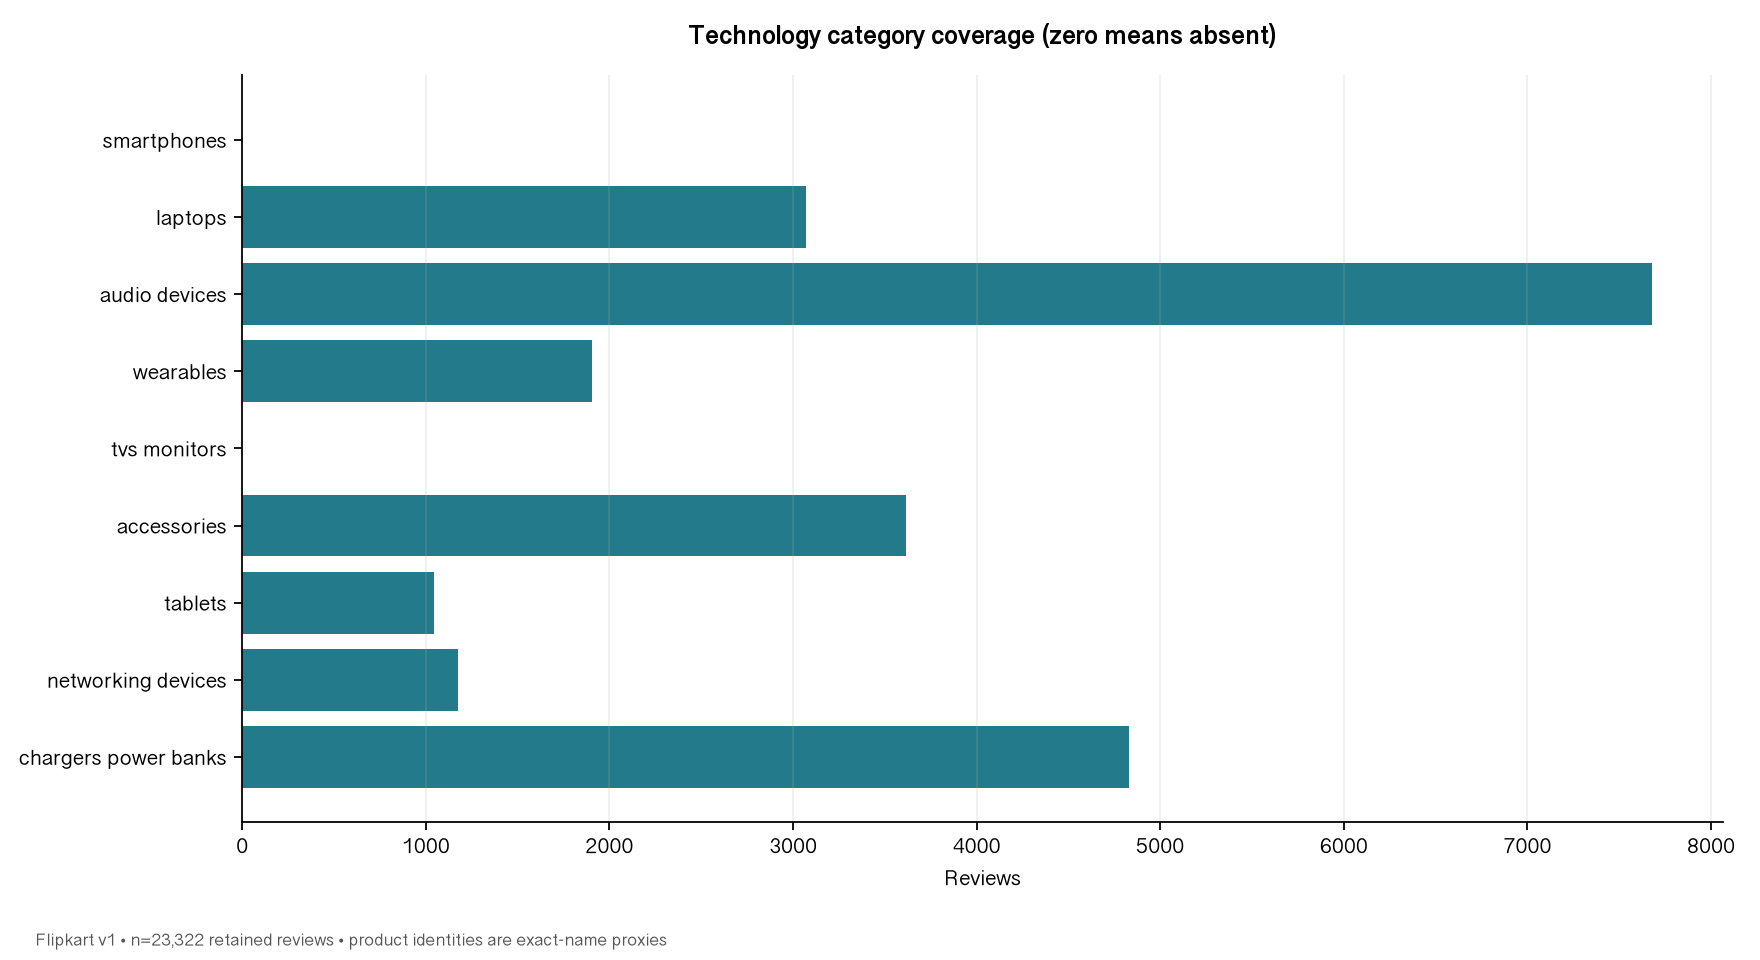 Technology category coverage (zero means absent)
smartphones
laptops
audio devices
wearables
tvs monitors
accessories
tablets
networking devices
chargers power banks
0 1000 2000 3000 4000 5000 6000 7000 8000
Reviews
Flipkart v1 • n=23,322 retained reviews • product identities are exact-name proxies